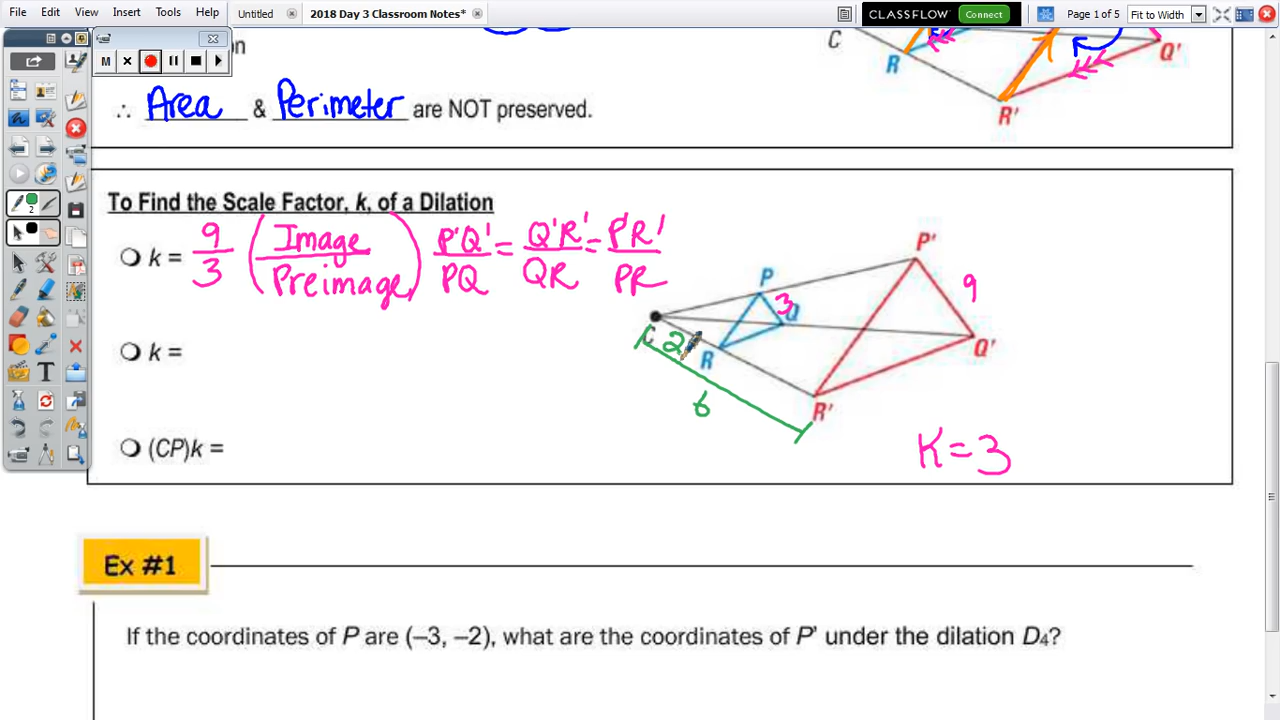 File Edit View Insert Tools Help Untitled 2018 Day 3 Classroom Notes* CLASSFLOW Connect Page 1 of 5 Fit to Width
M
on
C R R' Q'
∴ Area & Perimeter are NOT preserved.
To Find the Scale Factor, k, of a Dilation
k = 9/3 (Image/Preimage) P'Q'/PQ = Q'R'/QR = P'R'/PR
P'
P
3
9
Q
C
2
R
Q'
k =
6
R'
(CP)k =
K=3
Ex #1
If the coordinates of P are (–3, –2), what are the coordinates of P' under the dilation D4?